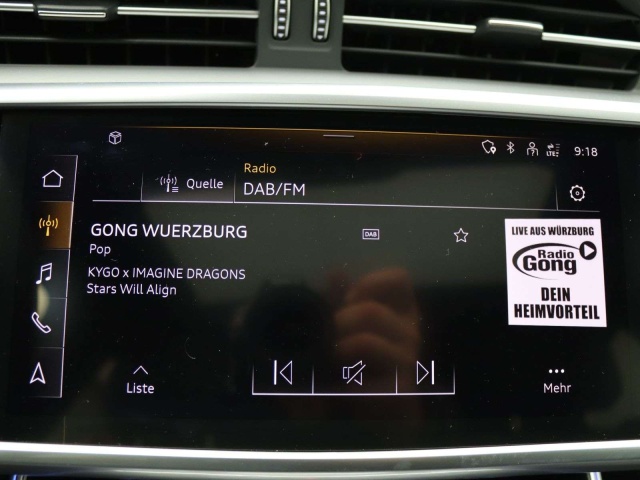 LTE
9:18
Radio
Quelle
DAB/FM
GONG WUERZBURG
DAB
Pop
KYGO x IMAGINE DRAGONS
Stars Will Align
LIVE AUS WÜRZBURG
Radio
Gong
DEIN
HEIMVORTEIL
Liste
Mehr